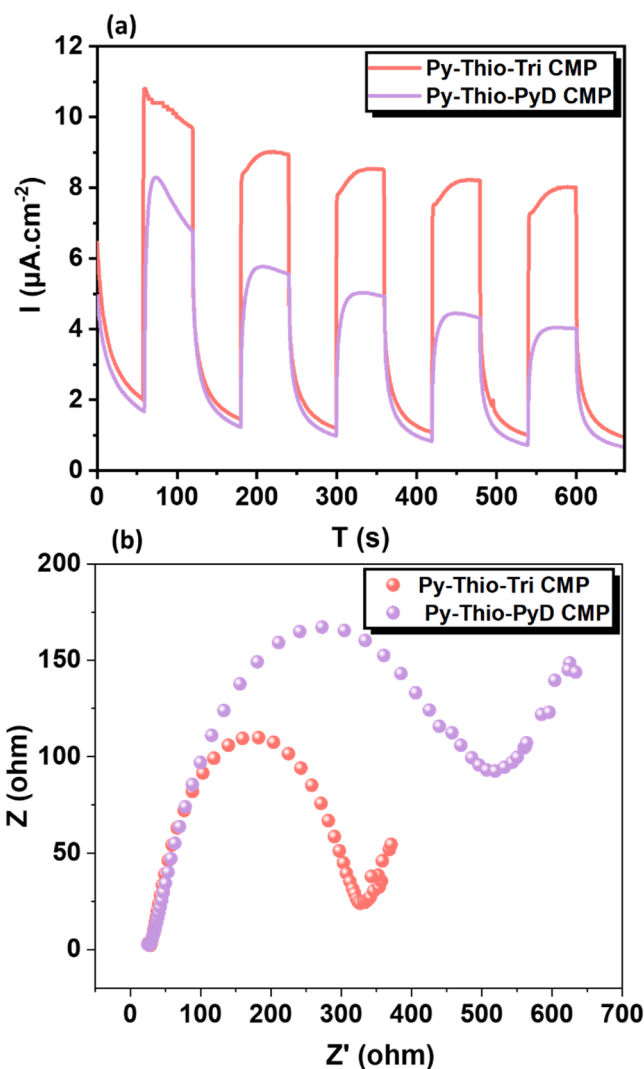 (a)
Py-Thio-Tri CMP
Py-Thio-PyD CMP
12
10
8
6
4
2
0
I (µA.cm⁻²)
0 100 200 300 400 500 600
T (s)
(b)
Py-Thio-Tri CMP
Py-Thio-PyD CMP
200
150
100
50
0
Z (ohm)
0 100 200 300 400 500 600 700
Z' (ohm)